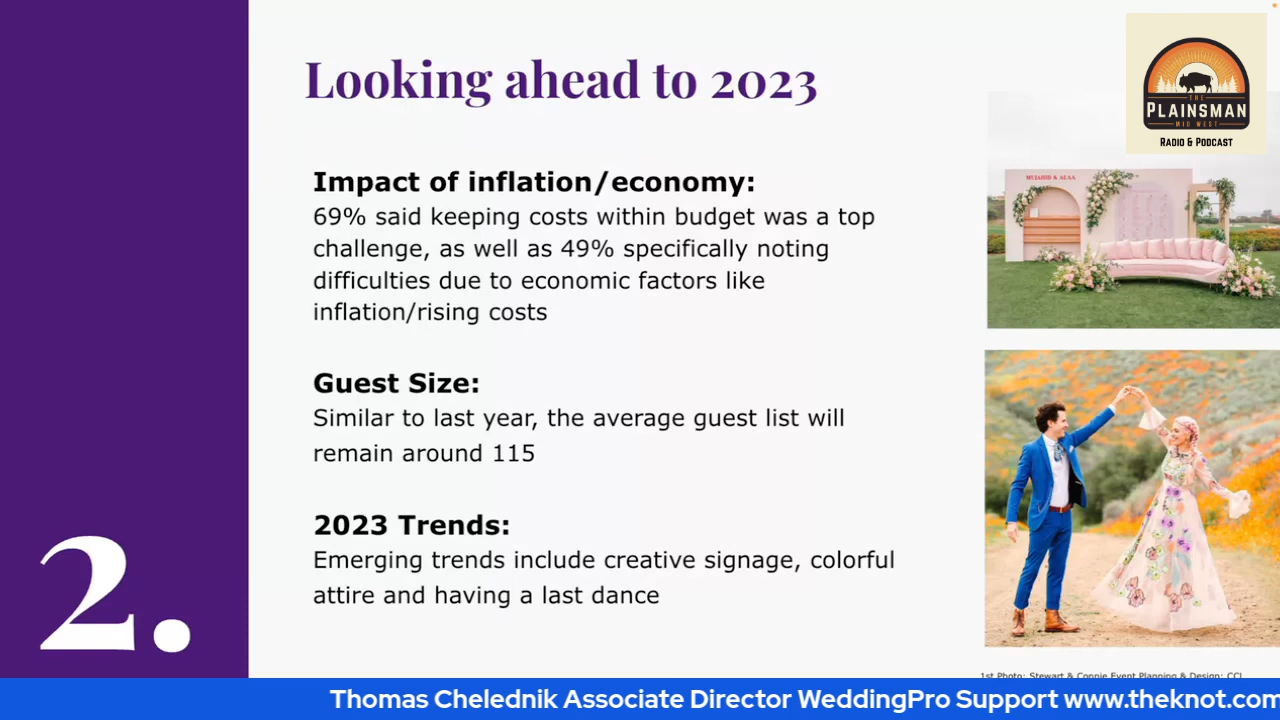 Looking ahead to 2023
THE
PLAINSMAN
MID WEST
RADIO & PODCAST
Impact of inflation/economy:
69% said keeping costs within budget was a top
challenge, as well as 49% specifically noting
difficulties due to economic factors like
inflation/rising costs
Guest Size:
Similar to last year, the average guest list will
remain around 115
2023 Trends:
Emerging trends include creative signage, colorful
attire and having a last dance
2.
1st Photo: Stewart & Connie Event Planning & Design; CCL
Thomas Chelednik Associate Director WeddingPro Support www.theknot.com